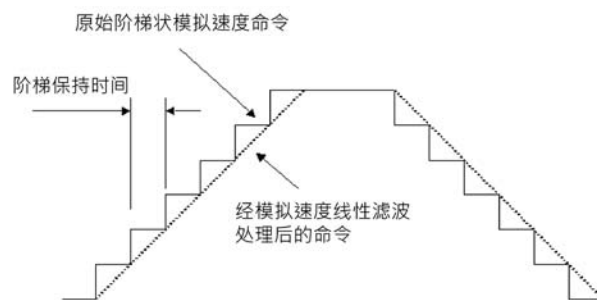 原始阶梯状模拟速度命令
阶梯保持时间
经模拟速度线性滤波
处理后的命令